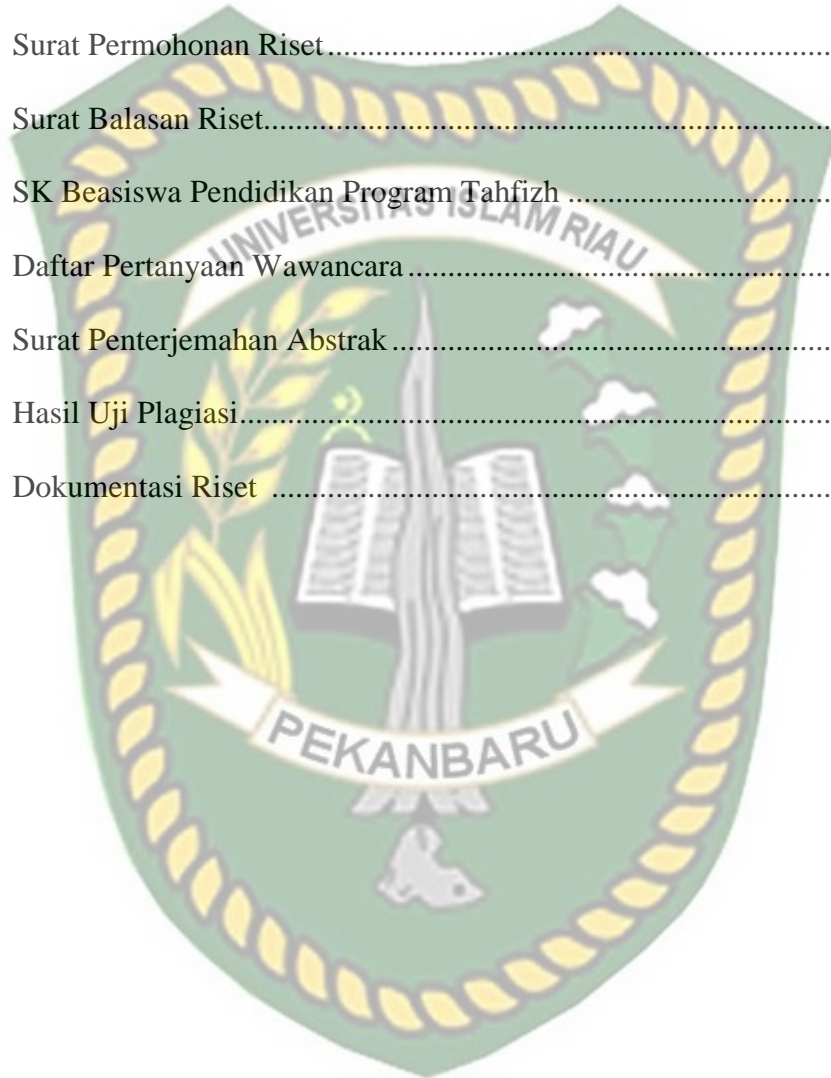 Surat Permohonan Riset................................................................
Surat Balasan Riset................................................................
SK Beasiswa Pendidikan Program Tahfizh ................................
UNIVERSITAS ISLAM RIAU
Daftar Pertanyaan Wawancara................................................
Surat Penterjemahan Abstrak................................................
Hasil Uji Plagiasi................................................................
Dokumentasi Riset ................................................................
PEKANBARU